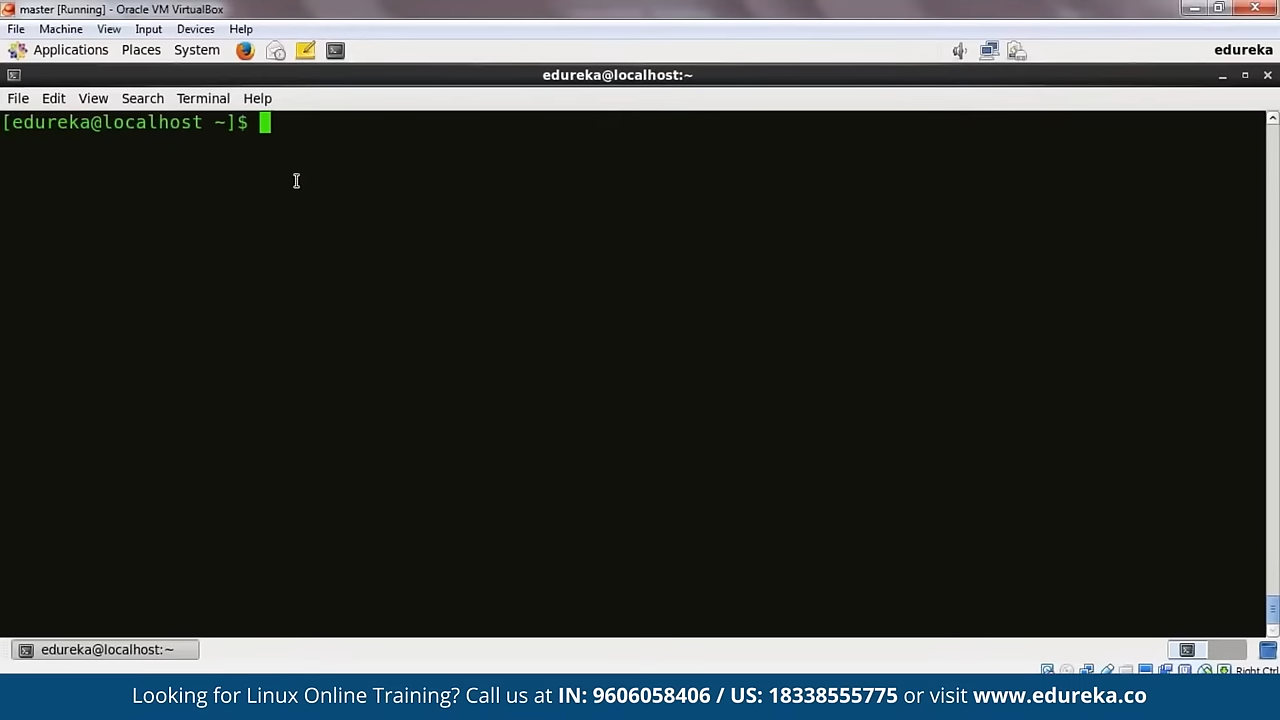 master [Running] - Oracle VM VirtualBox
File Machine View Input Devices Help
Applications Places System edureka
edureka@localhost:~
File Edit View Search Terminal Help
[edureka@localhost ~]$
edureka@localhost:~
Right Ctrl
Looking for Linux Online Training? Call us at IN: 9606058406 / US: 18338555775 or visit www.edureka.co